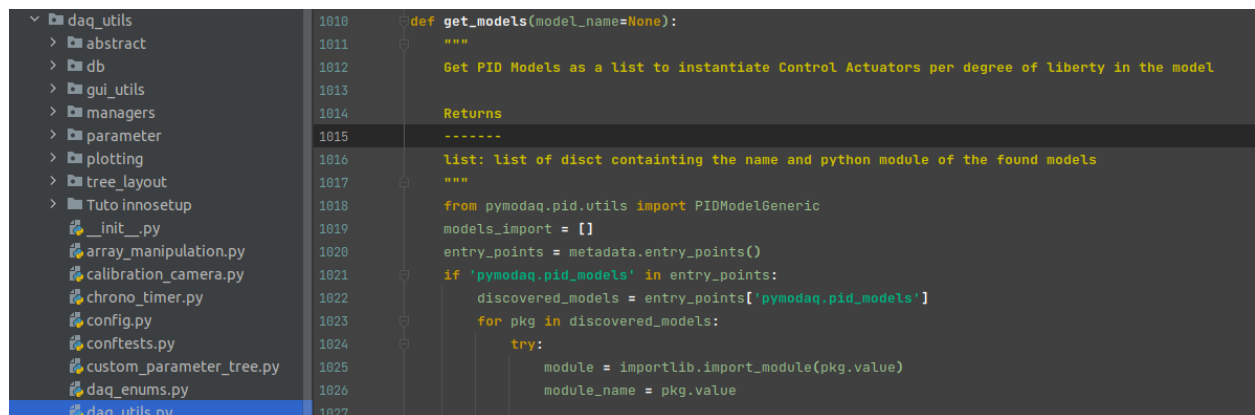 daq_utils
abstract
db
gui_utils
managers
parameter
plotting
tree_layout
Tuto innosetup
__init__.py
array_manipulation.py
calibration_camera.py
chrono_timer.py
config.py
conftests.py
custom_parameter_tree.py
daq_enums.py
daq_utils.py
1010 def get_models(model_name=None):
1011 """
1012 Get PID Models as a list to instantiate Control Actuators per degree of liberty in the model
1013
1014 Returns
1015 -------
1016 list: list of disct containting the name and python module of the found models
1017 """
1018 from pymodaq.pid.utils import PIDModelGeneric
1019 models_import = []
1020 entry_points = metadata.entry_points()
1021 if 'pymodaq.pid_models' in entry_points:
1022 discovered_models = entry_points['pymodaq.pid_models']
1023 for pkg in discovered_models:
1024 try:
1025 module = importlib.import_module(pkg.value)
1026 module_name = pkg.value
1027